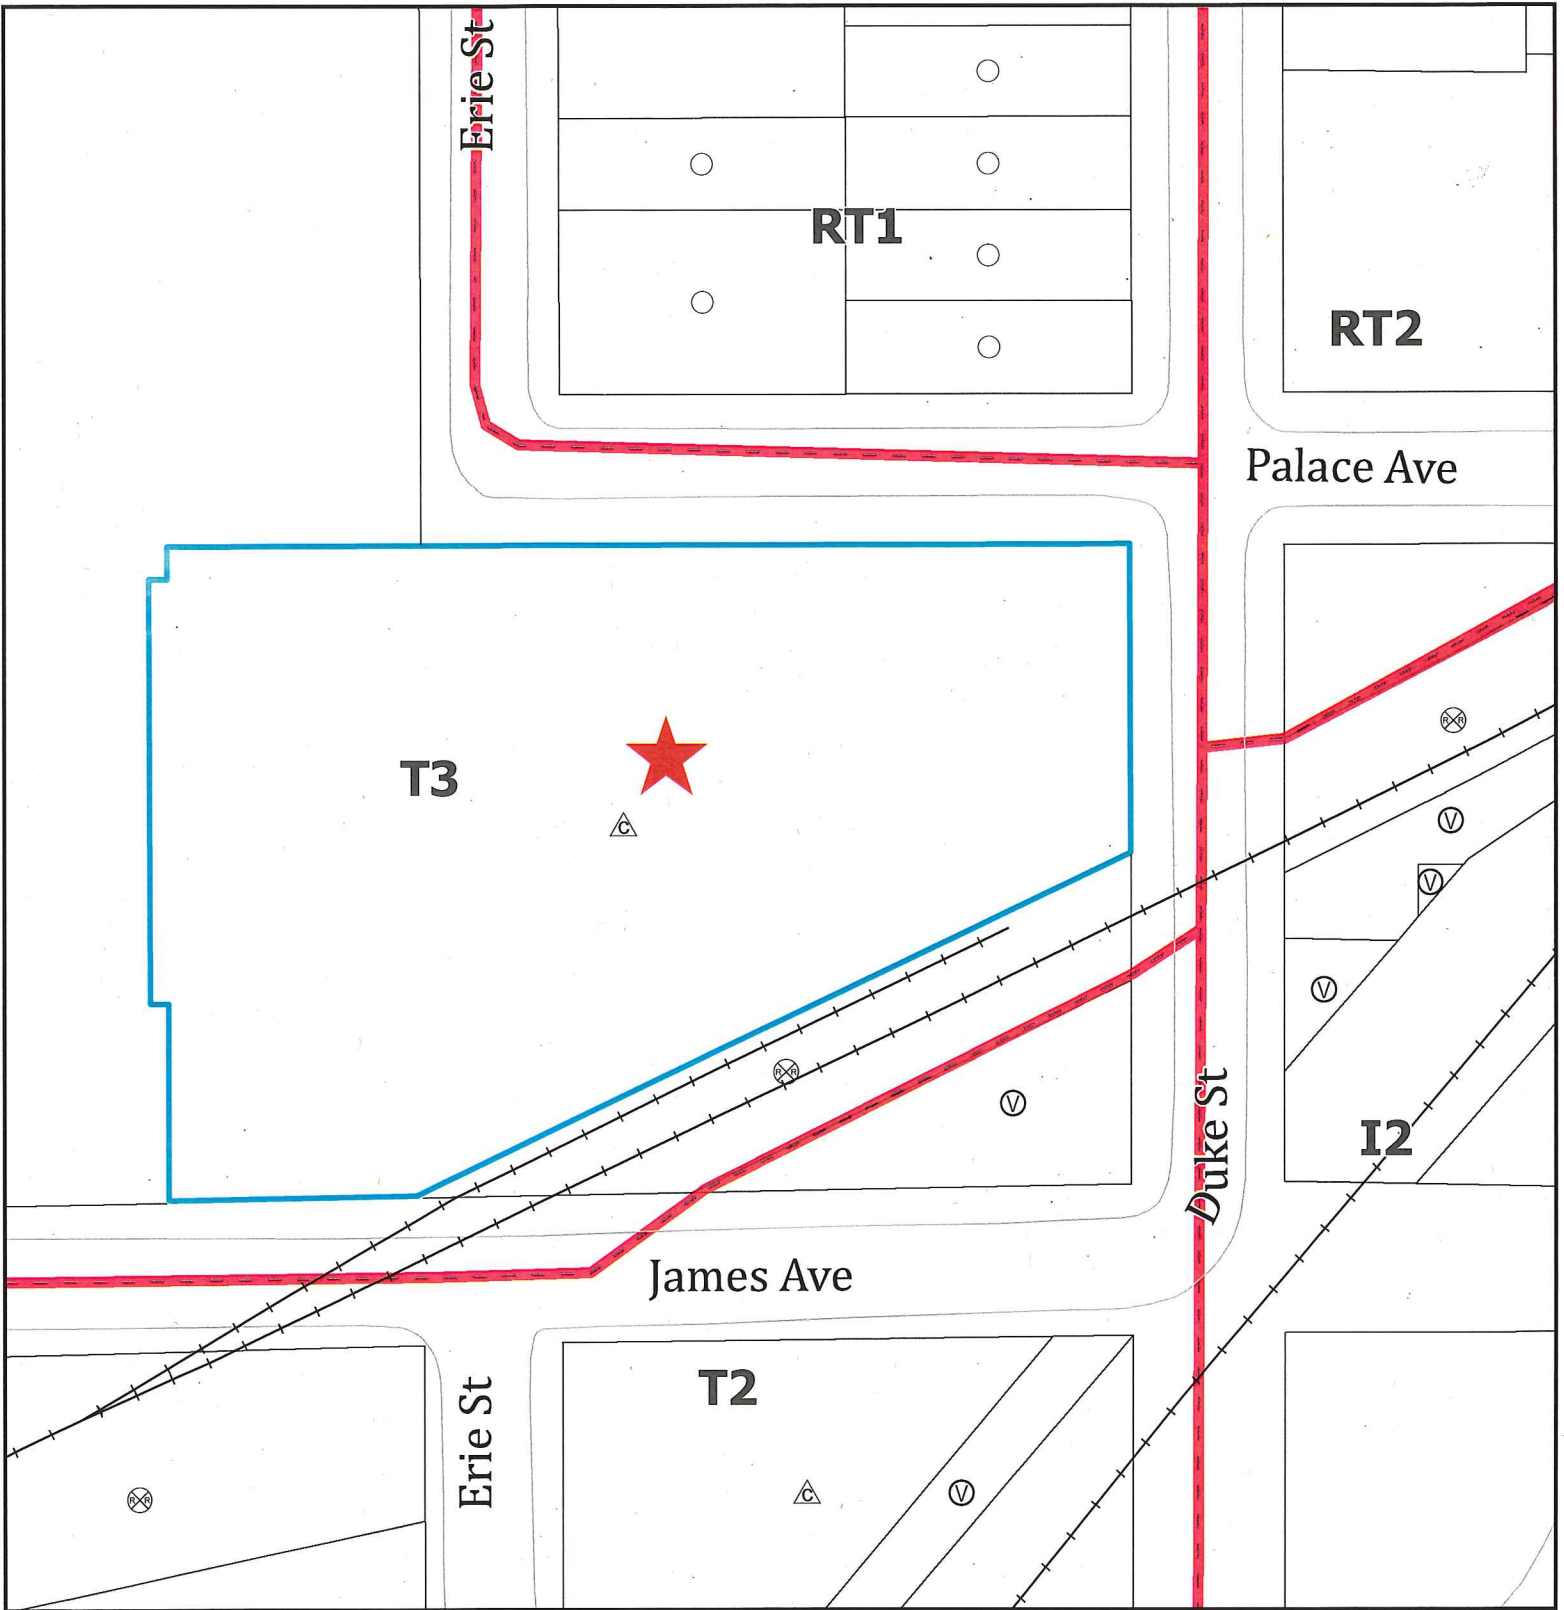 Erie St
RT1
RT2
Palace Ave
T3
C
R R
V
V
V
R R
V
Duke St
I2
James Ave
T2
Erie St
C
V
R R